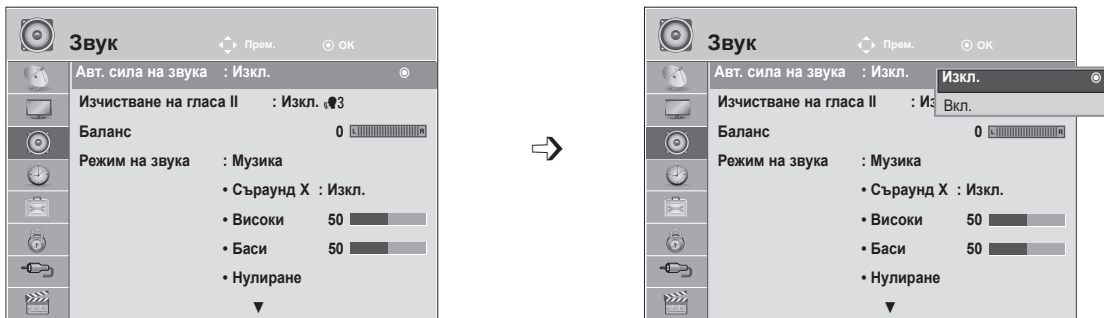 Звук Прем. OK
Авт. сила на звука : Изкл.
Изчистване на гласа II : Изкл. 3
Баланс 0 L R
Режим на звука : Музика
• Съраунд X : Изкл.
• Високи 50
• Баси 50
• Нулиране
▼
Звук Прем. OK
Авт. сила на звука : Изкл.
Изкл.
Вкл.
Изчистване на гласа II : Из
Баланс 0 L R
Режим на звука : Музика
• Съраунд X : Изкл.
• Високи 50
• Баси 50
• Нулиране
▼